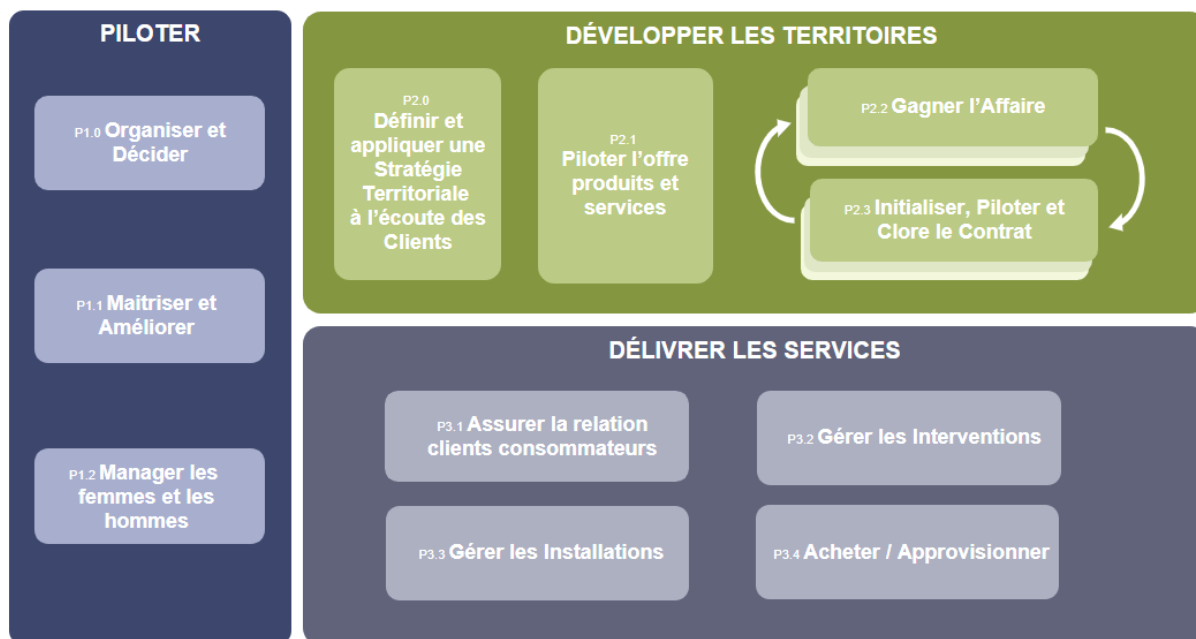 PILOTER
P1.0 Organiser et
Décider
P1.1 Maitriser et
Améliorer
P1.2 Manager les
femmes et les
hommes
DÉVELOPPER LES TERRITOIRES
P2.0
Définir et
appliquer une
Stratégie
Territoriale
à l’écoute des
Clients
P2.1
Piloter l’offre
produits et
services
P2.2 Gagner l’Affaire
P2.3 Initialiser, Piloter et
Clore le Contrat
DÉLIVRER LES SERVICES
P3.1 Assurer la relation
clients consommateurs
P3.2 Gérer les Interventions
P3.3 Gérer les Installations
P3.4 Acheter / Approvisionner